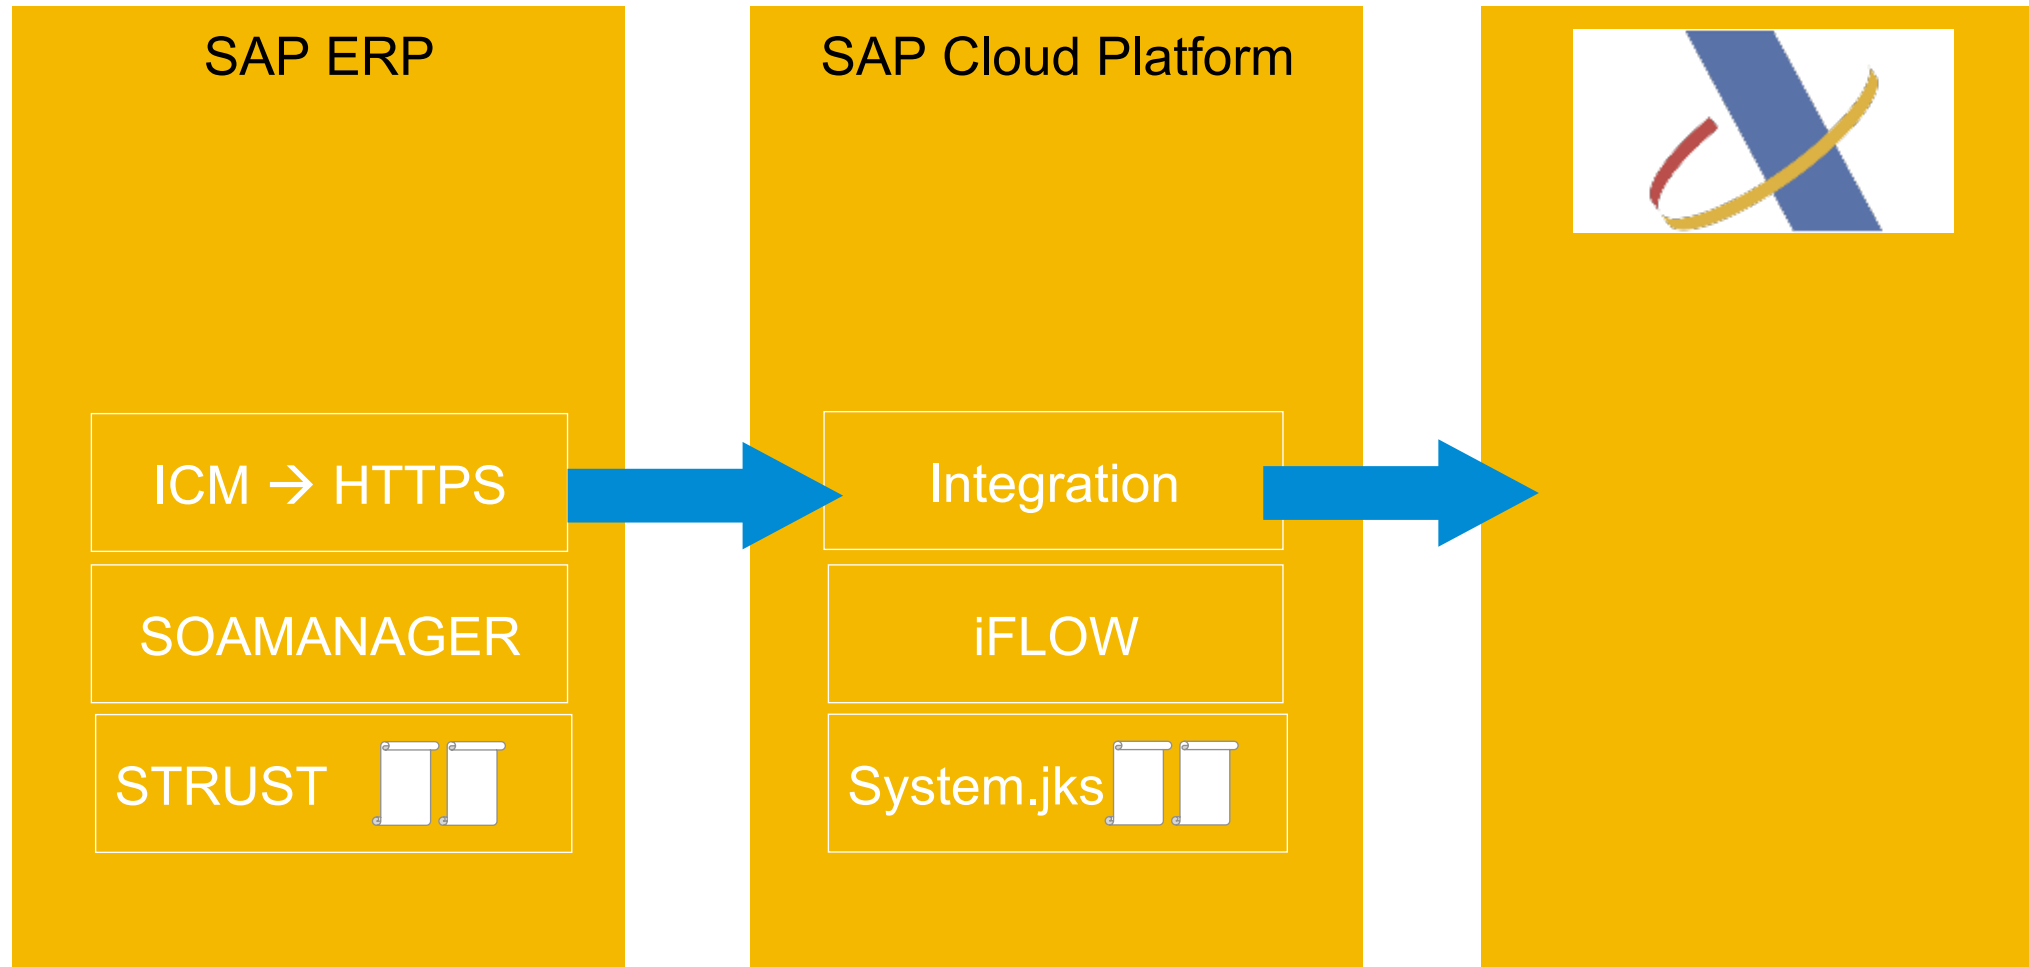 SAP ERP
ICM → HTTPS
SOAMANAGER
STRUST
SAP Cloud Platform
Integration
iFLOW
System.jks